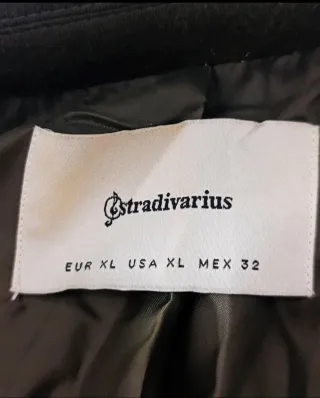 stradivarius
EUR XL USA XL MEX 32